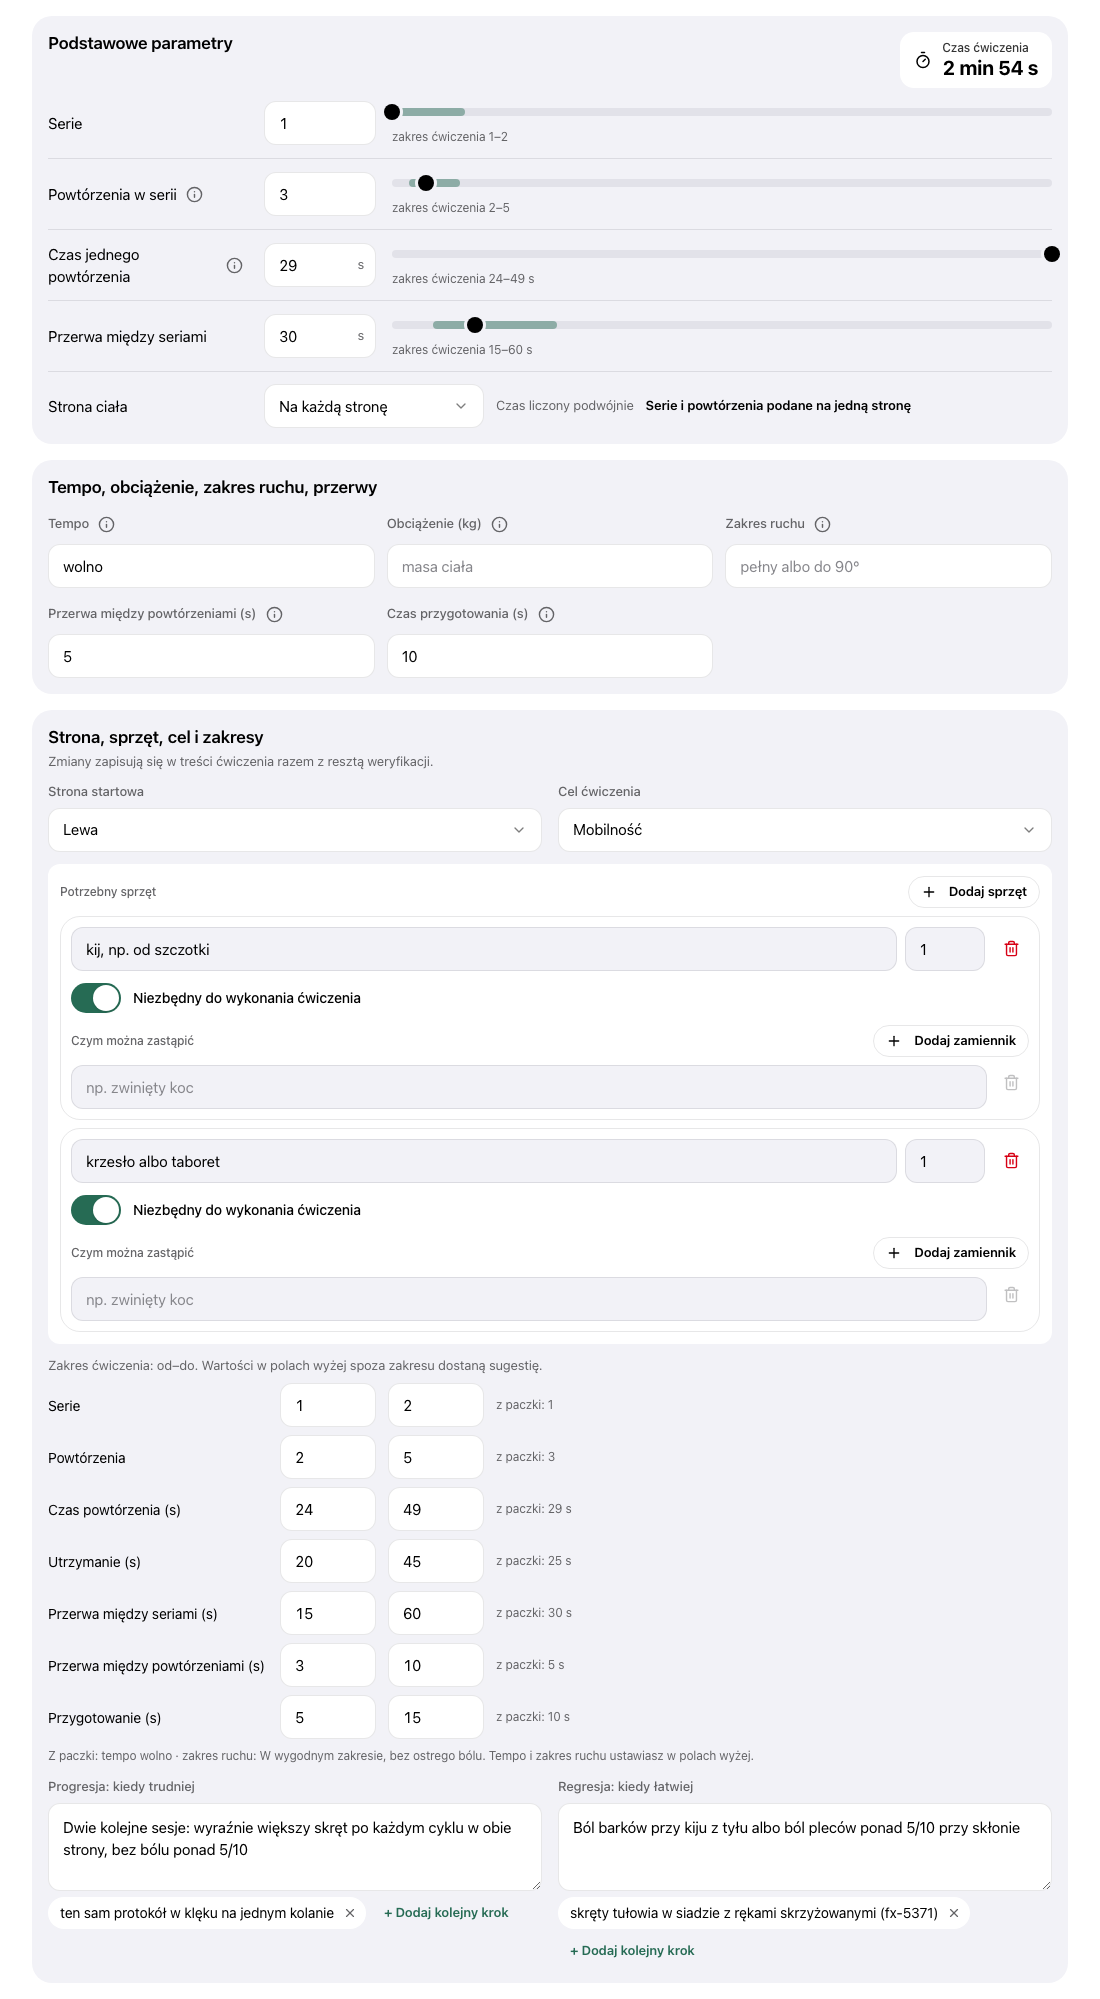 Podstawowe parametry
Czas ćwiczenia
2 min 54 s
Serie
1
zakres ćwiczenia 1–2
Powtórzenia w serii
3
zakres ćwiczenia 2–5
Czas jednego
powtórzenia
29 s
zakres ćwiczenia 24–49 s
Przerwa między seriami
30 s
zakres ćwiczenia 15–60 s
Strona ciała
Na każdą stronę
Czas liczony podwójnie Serie i powtórzenia podane na jedną stronę
Tempo, obciążenie, zakres ruchu, przerwy
Tempo
Obciążenie (kg)
Zakres ruchu
wolno
masa ciała
pełny albo do 90°
Przerwa między powtórzeniami (s)
Czas przygotowania (s)
5
10
Strona, sprzęt, cel i zakresy
Zmiany zapisują się w treści ćwiczenia razem z resztą weryfikacji.
Strona startowa
Cel ćwiczenia
Lewa
Mobilność
Potrzebny sprzęt
+ Dodaj sprzęt
kij, np. od szczotki
1
Niezbędny do wykonania ćwiczenia
Czym można zastąpić
+ Dodaj zamiennik
np. zwinięty koc
krzesło albo taboret
1
Niezbędny do wykonania ćwiczenia
Czym można zastąpić
+ Dodaj zamiennik
np. zwinięty koc
Zakres ćwiczenia: od–do. Wartości w polach wyżej spoza zakresu dostaną sugestię.
Serie 1 2 z paczki: 1
Powtórzenia 2 5 z paczki: 3
Czas powtórzenia (s) 24 49 z paczki: 29 s
Utrzymanie (s) 20 45 z paczki: 25 s
Przerwa między seriami (s) 15 60 z paczki: 30 s
Przerwa między powtórzeniami (s) 3 10 z paczki: 5 s
Przygotowanie (s) 5 15 z paczki: 10 s
Z paczki: tempo wolno · zakres ruchu: W wygodnym zakresie, bez ostrego bólu. Tempo i zakres ruchu ustawiasz w polach wyżej.
Progresja: kiedy trudniej
Dwie kolejne sesje: wyraźnie większy skręt po każdym cyklu w obie
strony, bez bólu ponad 5/10
ten sam protokół w klęku na jednym kolanie ×
+ Dodaj kolejny krok
Regresja: kiedy łatwiej
Ból barków przy kiju z tyłu albo ból pleców ponad 5/10 przy skłonie
skręty tułowia w siadzie z rękami skrzyżowanymi (fx-5371) ×
+ Dodaj kolejny krok